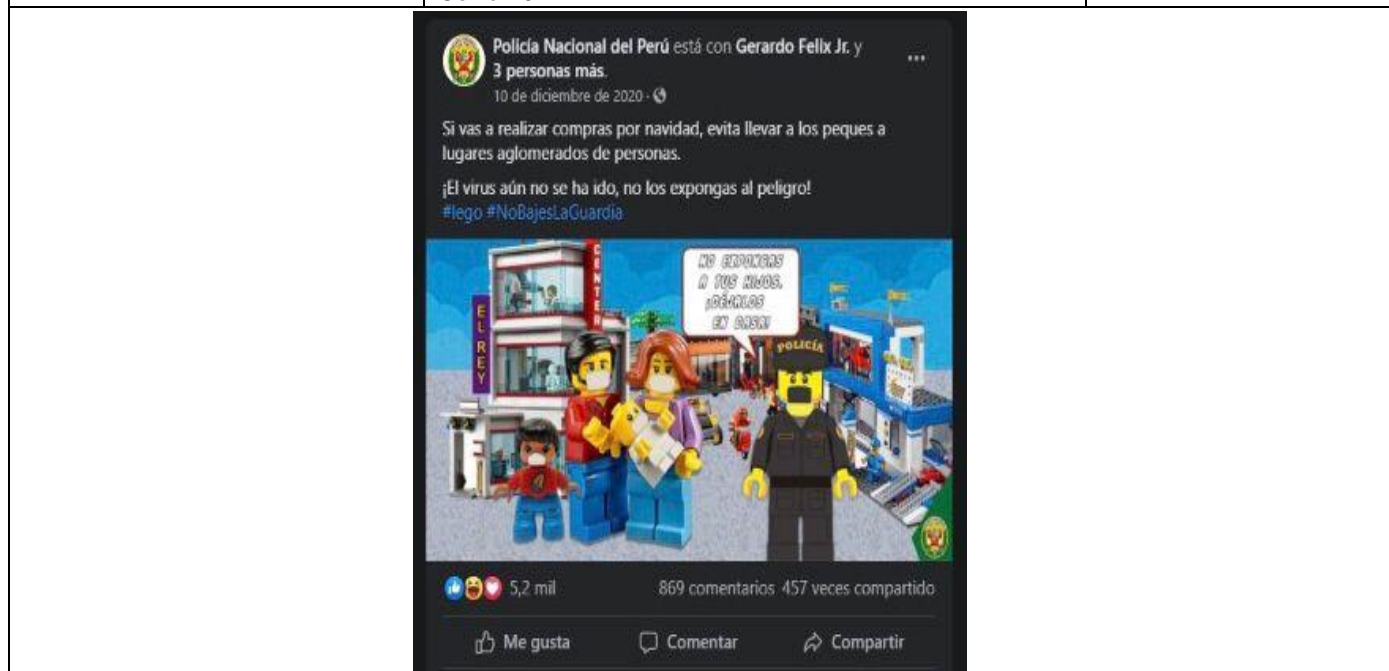 Policía Nacional del Perú está con Gerardo Felix Jr. y
3 personas más.
10 de diciembre de 2020 ·
Si vas a realizar compras por navidad, evita llevar a los peques a
lugares aglomerados de personas.
¡El virus aún no se ha ido, no los expongas al peligro!
#lego #NoBajesLaGuardia
CENTER
EL REY
NO EXPONGAS
A TUS HIJOS.
¡DÉJALOS
EN CASA!
POLICÍA
5,2 mil
869 comentarios 457 veces compartido
Me gusta
Comentar
Compartir